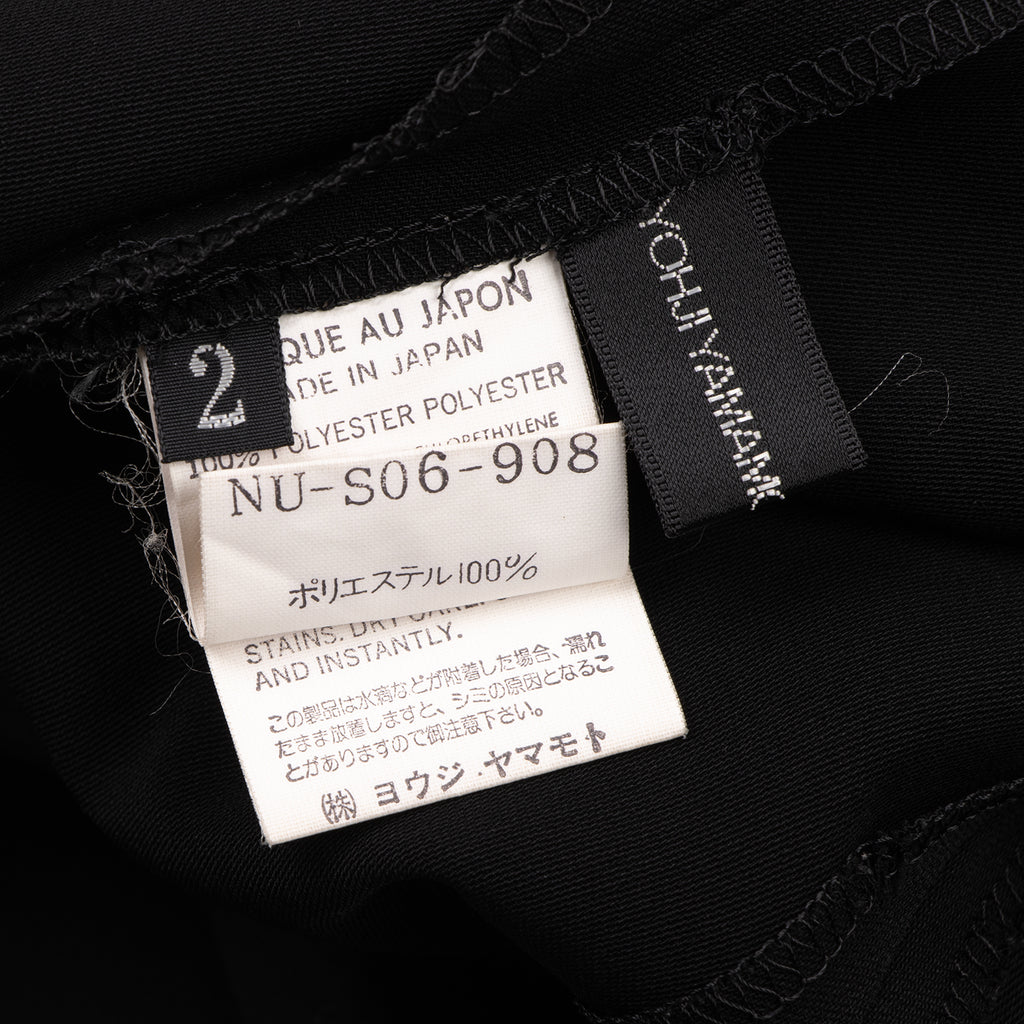 2
QUE AU JAPON
ADE IN JAPAN
100% POLYESTER POLYESTER
CHLORETHYLENE
NU-S06-908
ポリエステル100%
STAINS. DRY CAREF
AND INSTANTLY.
この製品は水滴などが附着した場合、濡れ
たまま放置しますと、シミの原因となるこ
とがありますので御注意下さい。
㈱ ヨウジ.ヤマモト
YOHJI YAMAM